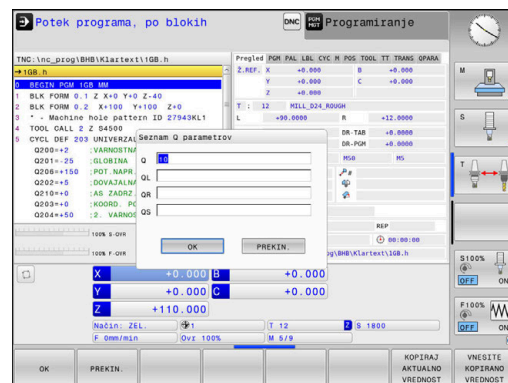 Potek programa, po blokih
DNC
Programiranje
TNC:\nc_prog\BHB\Klartext\1GB.h
→1GB.h
0 BEGIN PGM 1GB MM
1 BLK FORM 0.1 Z X+0 Y+0 Z-40
2 BLK FORM 0.2 X+100 Y+100 Z+0
3 * - Machine hole pattern ID 27943KL1
4 TOOL CALL 2 Z S4500
5 CYCL DEF 203 UNIVERZAL
Q200=+2 ;VARNOSTNA
Q201=-25 ;GLOBINA
Q206=+150 ;POT.NAPR.
Q202=+5 ;DOVAJALNA
Q210=+0 ;AS ZADRZ.
Q203=+0 ;KOORD. PO
Q204=+50 ;2. VARNOS
100% S-OVR
100% F-OVR
Pregled PGM PAL LBL CYC M POS TOOL TT TRANS QPARA
Z.REF. X +0.000 B +0.000
Y +0.000 C +0.000
Z +0.000
T : 12 MILL_D24_ROUGH
L +90.0000 R +12.0000
DR-TAB +0.0000
DR-PGM +0.0000
M50 M5
REP
00:00:00
\BHB\Klartext\1GB.h
Seznam Q parametrov
Q 10
QL
QR
QS
OK
PREKIN.
X +0.000 B +0.000
Y +0.000 C +0.000
Z +110.000
Način: ZEL. 1 T 12 Z S 1800
F 0mm/min Ovr 100% M 5/9
M
S
T
S100%
OFF ON
F100%
OFF ON
OK
PREKIN.
KOPIRAJ AKTUALNO VREDNOST
VNESITE KOPIRANO VREDNOST